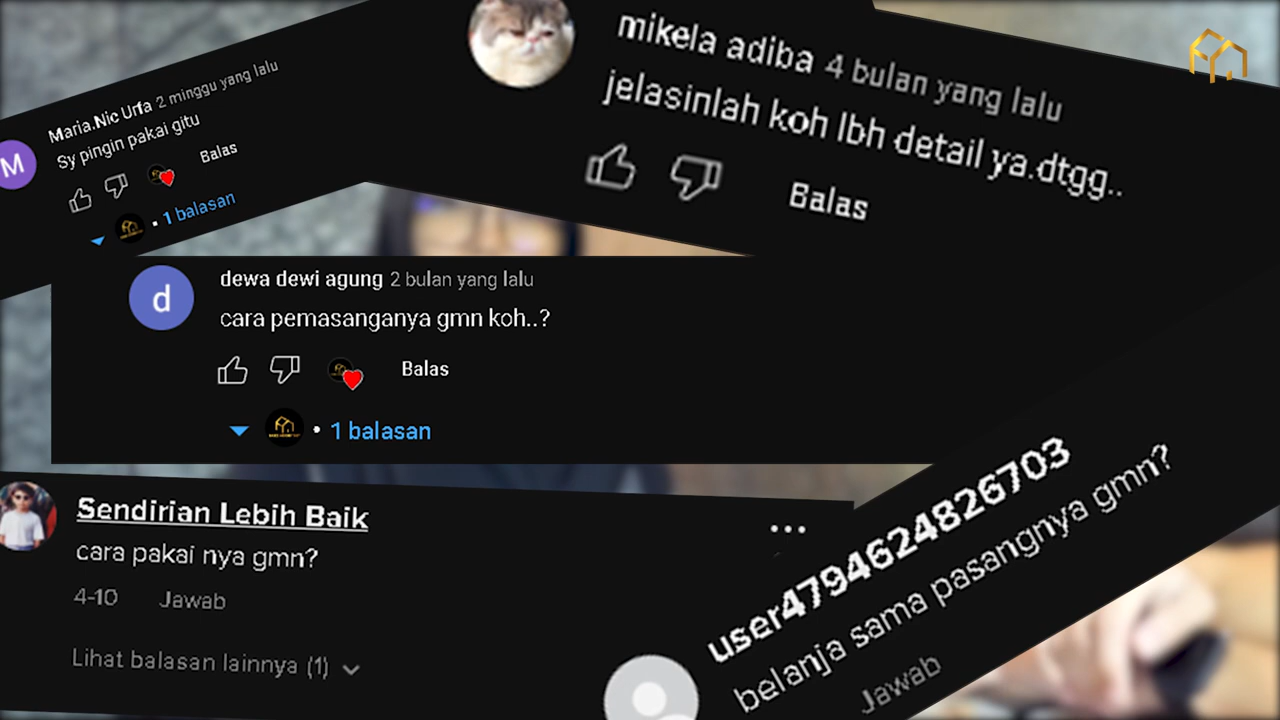 Maria.Nic Urfa 2 minggu yang lalu
Sy pingin pakai gitu
Balas
1 balasan
mikela adiba 4 bulan yang lalu
jelasinlah koh lbh detail ya.dtgg..
Balas
dewa dewi agung 2 bulan yang lalu
cara pemasanganya gmn koh..?
Balas
1 balasan
Sendirian Lebih Baik
cara pakai nya gmn?
4-10 Jawab
Lihat balasan lainnya (1)
user4794624826703
belanja sama pasangnya gmn?
Jawab
M
d